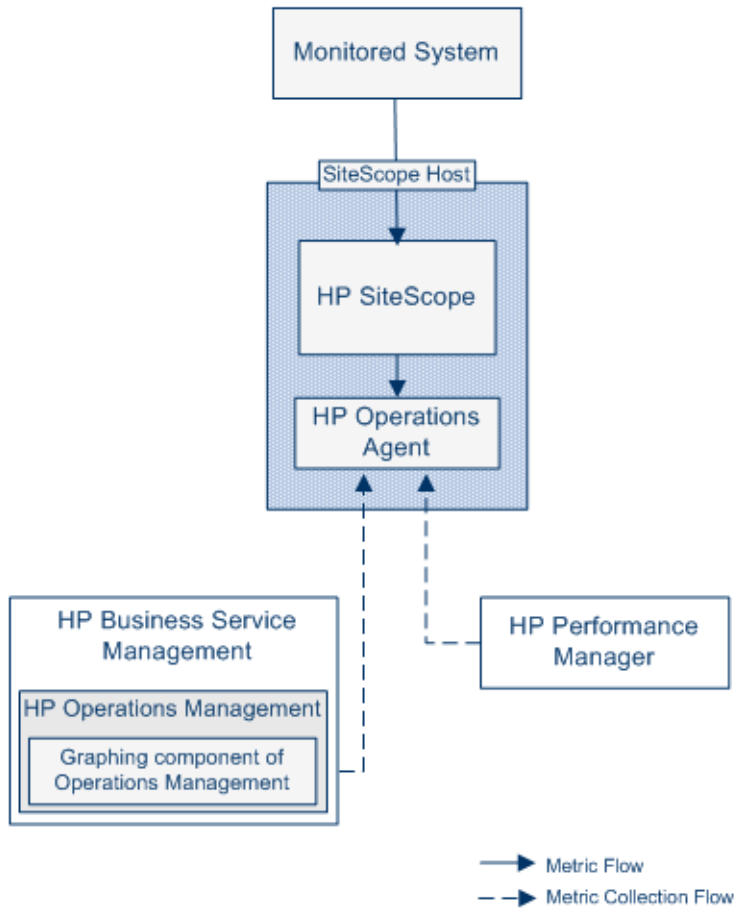 Monitored System
SiteScope Host
HP SiteScope
HP Operations
Agent
HP Business Service
Management
HP Operations Management
Graphing component of
Operations Management
HP Performance
Manager
Metric Flow
Metric Collection Flow